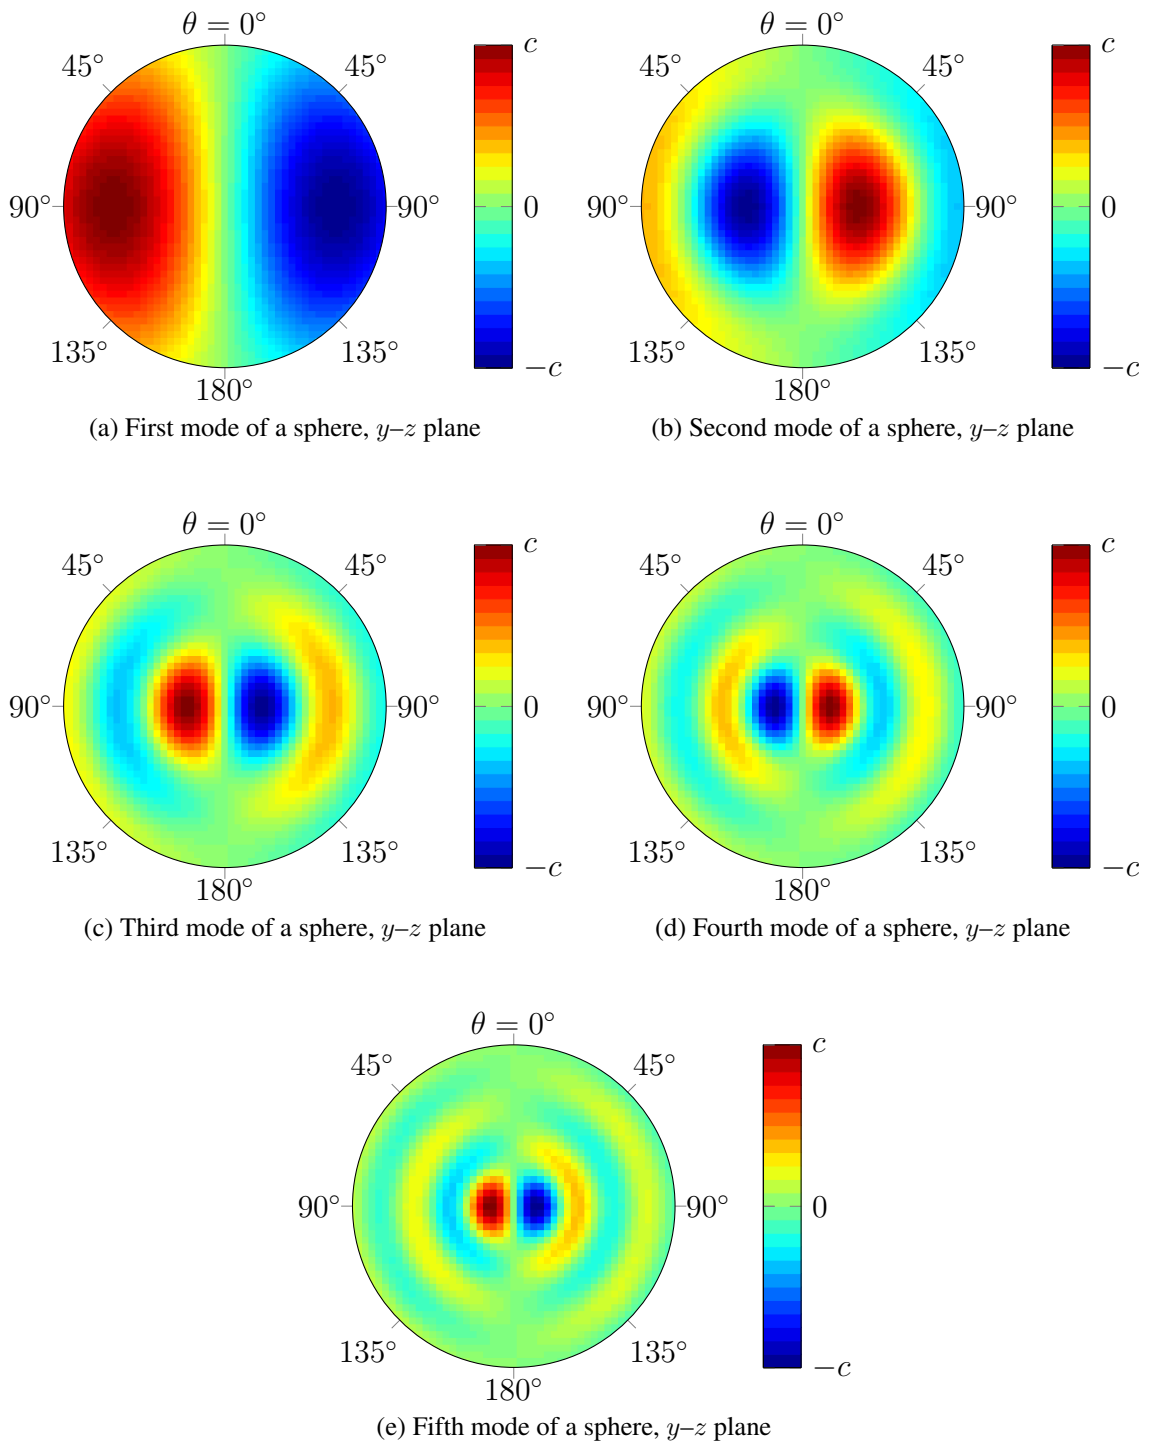 θ = 0° c θ = 0° c
45° 45° 45° 45°
90° 90° 0 90° 90° 0
135° 135° 135° 135°
180° −c 180° −c
(a) First mode of a sphere, y–z plane (b) Second mode of a sphere, y–z plane
θ = 0° c θ = 0° c
45° 45° 45° 45°
90° 90° 0 90° 90° 0
135° 135° 135° 135°
180° −c 180° −c
(c) Third mode of a sphere, y–z plane (d) Fourth mode of a sphere, y–z plane
θ = 0° c
45° 45°
90° 90° 0
135° 135°
180° −c
(e) Fifth mode of a sphere, y–z plane